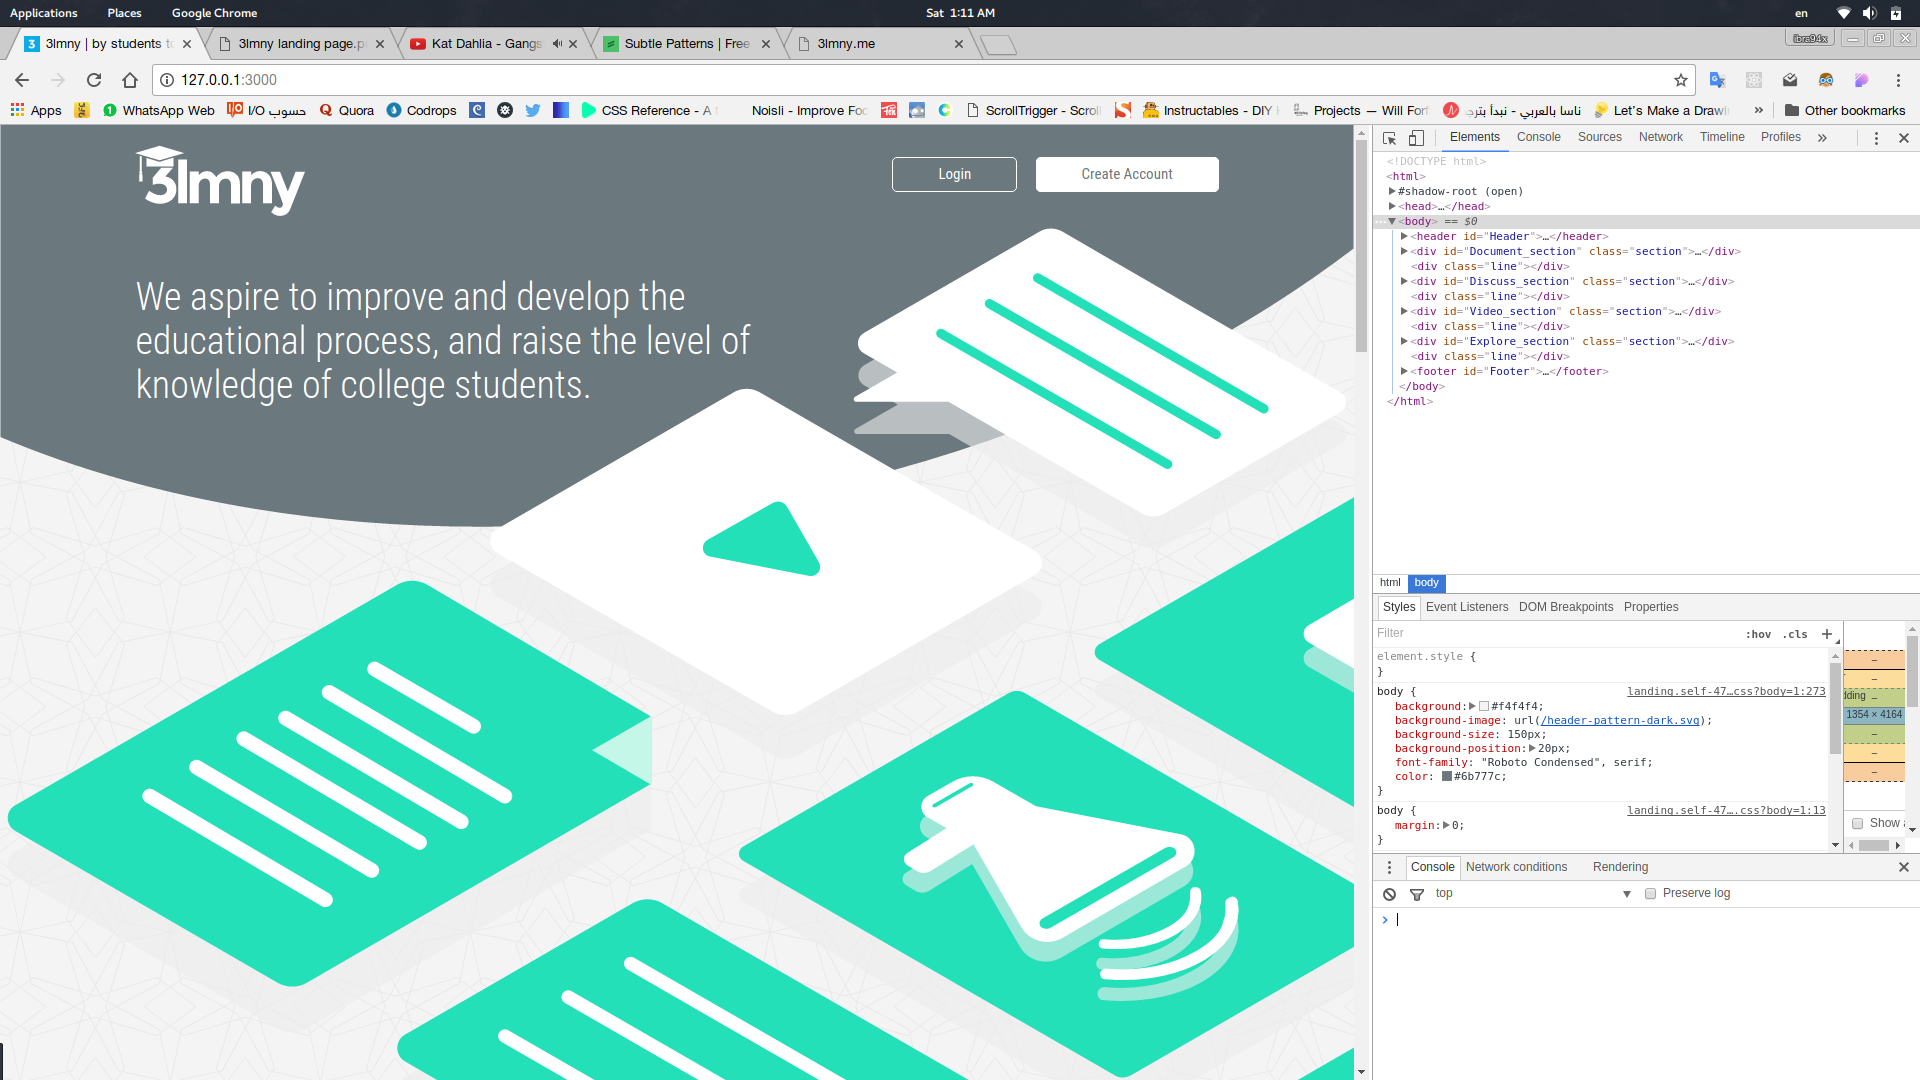 Applications Places Google Chrome Sat 1:11 AM en
3lmny | by students to 3lmny landing page.p Kat Dahlia - Gangs Subtle Patterns | Free 3lmny.me ibra94x
127.0.0.1:3000
Apps WhatsApp Web I/O حسوب Quora Codrops CSS Reference - A Noisli - Improve Foc ScrollTrigger - Scroll Instructables - DIY Projects — Will For ناسا بالعربي - نبدأ بترج Let's Make a Drawi » Other bookmarks
3lmny Login Create Account
We aspire to improve and develop the
educational process, and raise the level of
knowledge of college students.
Elements Console Sources Network Timeline Profiles »
<!DOCTYPE html>
<html>
#shadow-root (open)
<head>…</head>
<body> == $0
<header id="Header">…</header>
<div id="Document_section" class="section">…</div>
<div class="line"></div>
<div id="Discuss_section" class="section">…</div>
<div class="line"></div>
<div id="Video_section" class="section">…</div>
<div class="line"></div>
<div id="Explore_section" class="section">…</div>
<div class="line"></div>
<footer id="Footer">…</footer>
</body>
</html>
html body
Styles Event Listeners DOM Breakpoints Properties
Filter :hov .cls +
element.style {
}
body { landing.self-47…css?body=1:273
background: #f4f4f4;
background-image: url(/header-pattern-dark.svg);
background-size: 150px;
background-position: 20px;
font-family: "Roboto Condensed", serif;
color: #6b777c;
}
body { landing.self-47….css?body=1:13
margin: 0;
}
–
–
dding –
1354 × 4164
–
–
–
Show a
Console Network conditions Rendering
top Preserve log
>